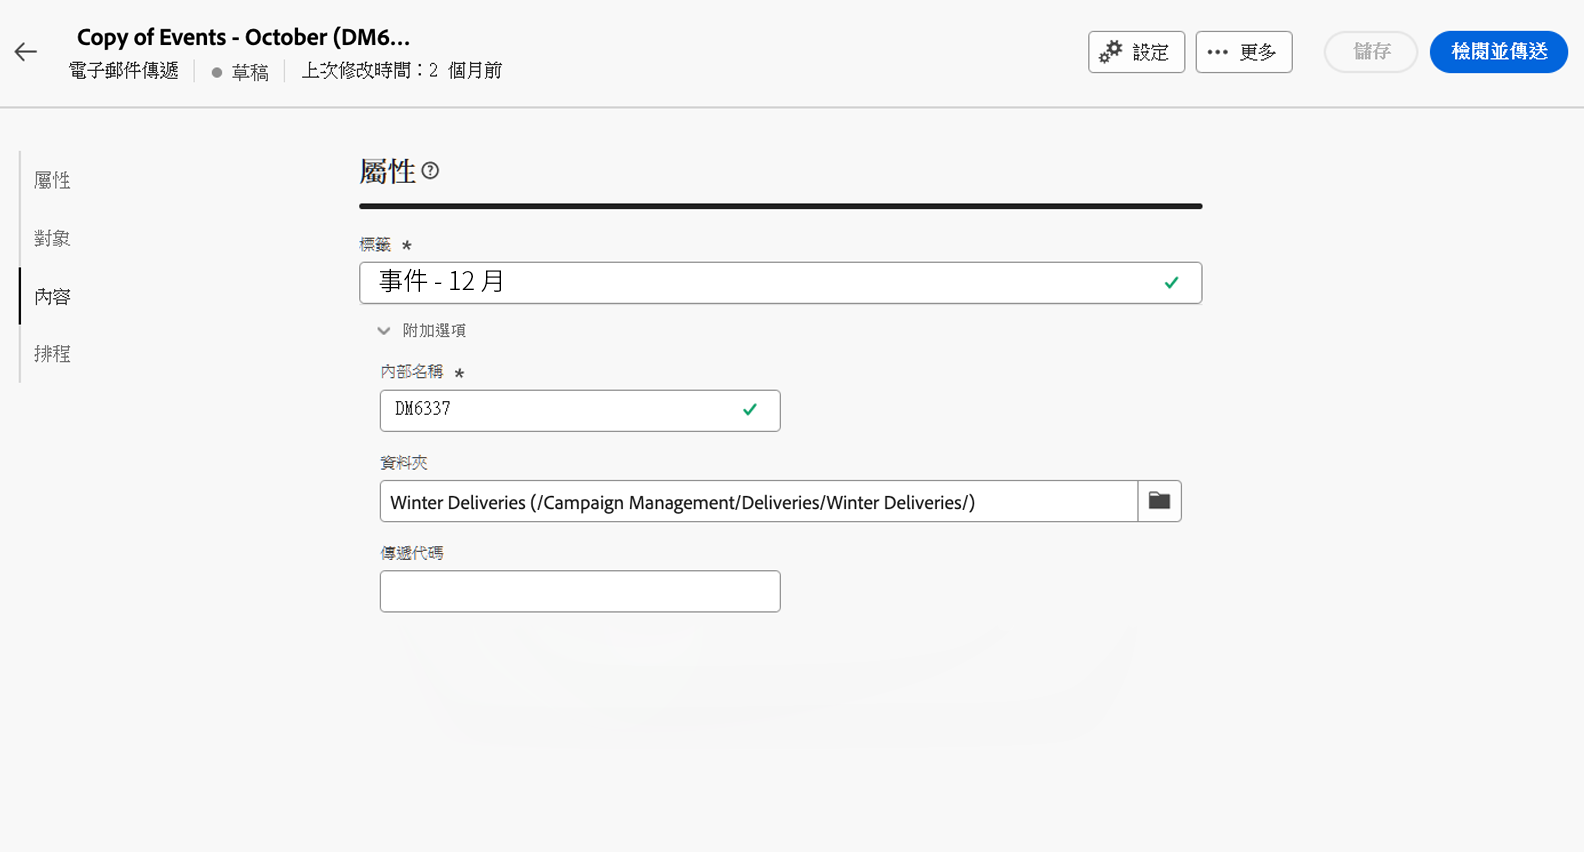 Copy of Events - October (DM6...
電子郵件傳遞 草稿 上次修改時間：2 個月前
設定
更多
儲存
檢閱並傳送
屬性
對象
內容
排程
屬性
標籤 *
事件 - 12 月
附加選項
內部名稱 *
DM6337
資料夾
Winter Deliveries (/Campaign Management/Deliveries/Winter Deliveries/)
傳遞代碼